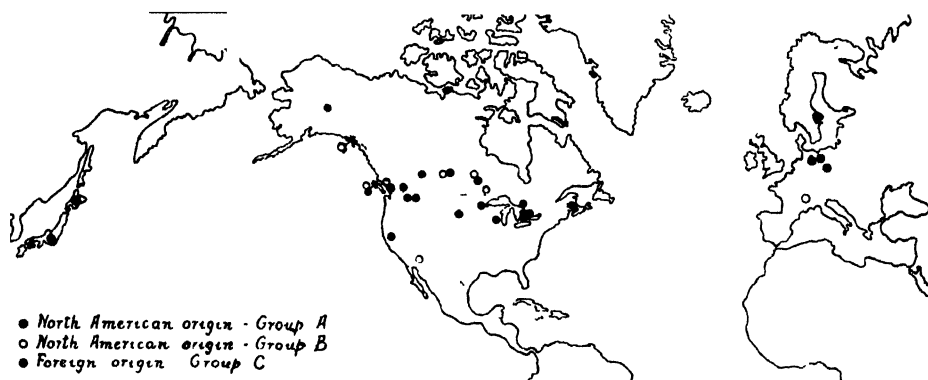 ● North American origin - Group A
○ North American origin - Group B
● Foreign origin Group C